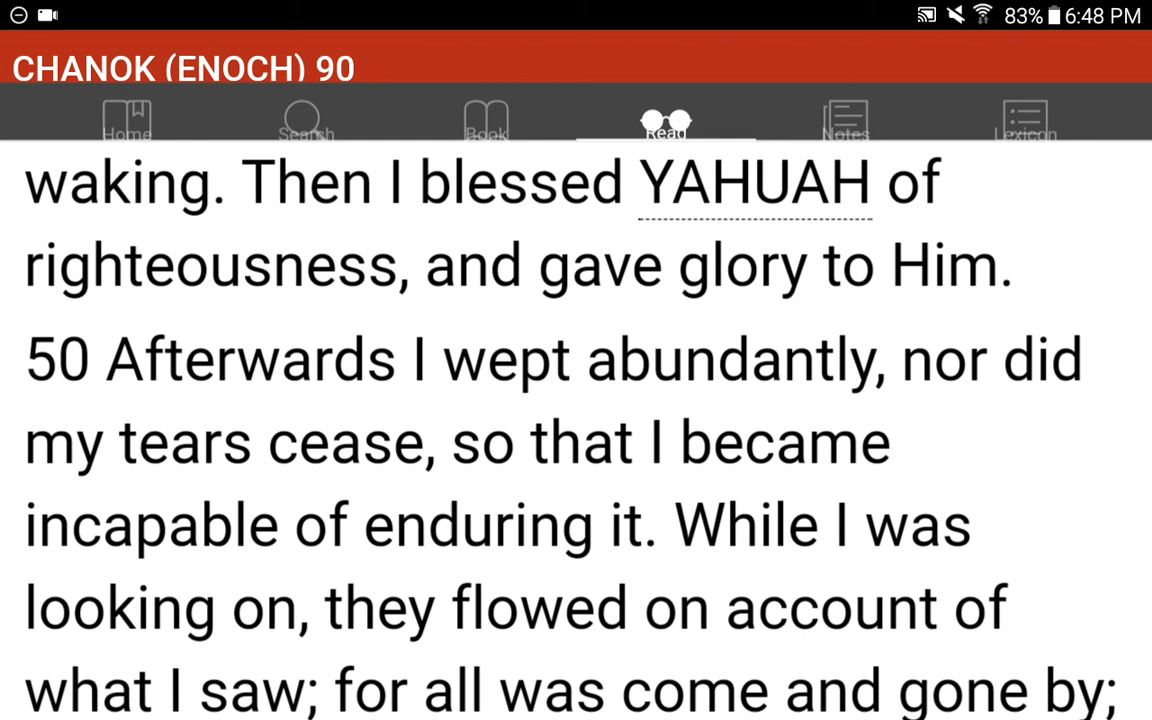 83% 6:48 PM
CHANOK (ENOCH) 90
Home Search Book Read Notes Lexicon
waking. Then I blessed YAHUAH of
righteousness, and gave glory to Him.
50 Afterwards I wept abundantly, nor did
my tears cease, so that I became
incapable of enduring it. While I was
looking on, they flowed on account of
what I saw; for all was come and gone by;